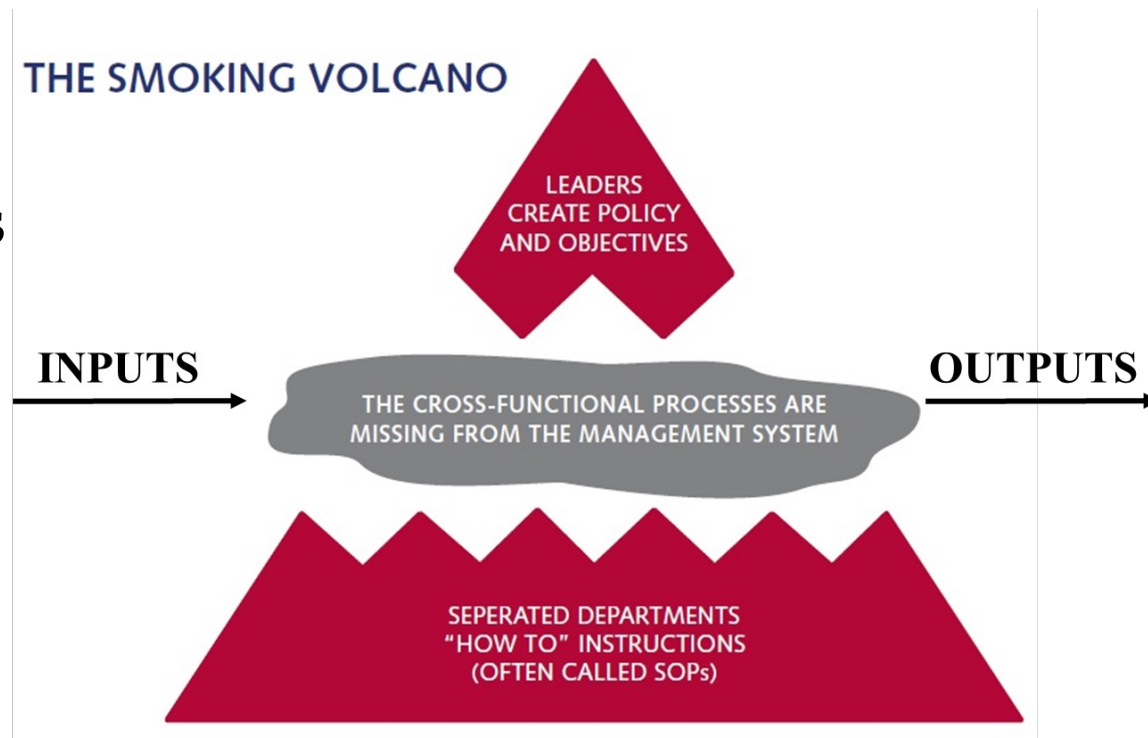 THE SMOKING VOLCANO
LEADERS
CREATE POLICY
AND OBJECTIVES
S
INPUTS
OUTPUTS
THE CROSS-FUNCTIONAL PROCESSES ARE
MISSING FROM THE MANAGEMENT SYSTEM
SEPERATED DEPARTMENTS
“HOW TO” INSTRUCTIONS
(OFTEN CALLED SOPs)